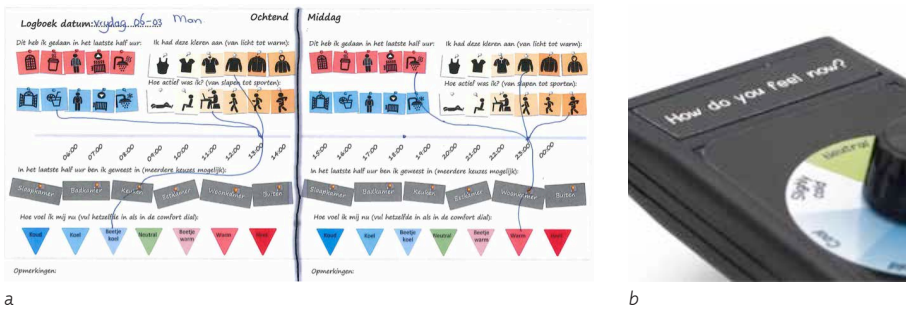 Logboek datum: vrijdag 06-03 Man
Ochtend
Dit heb ik gedaan in het laatste half uur:
Ik had deze kleren aan (van licht tot warm):
Hoe actief was ik? (van slapen tot sporten):
06:00 07:00 08:00 09:00 10:00 11:00 12:00 13:00 14:00
In het laatste half uur ben ik geweest in (meerdere keuzes mogelijk):
Slaapkamer Badkamer Keuken Eetkamer Woonkamer Buiten
Hoe voel ik mij nu (vul hetzelfde in als in de comfort dial):
Koud Koel Beetje koel Neutral Beetje warm Warm Heet
Opmerkingen:
Middag
Dit heb ik gedaan in het laatste half uur:
Ik had deze kleren aan (van licht tot warm):
Hoe actief was ik? (van slapen tot sporten):
15:00 16:00 17:00 18:00 19:00 20:00 21:00 22:00 23:00 00:00
In het laatste half uur ben ik geweest in (meerdere keuzes mogelijk):
Slaapkamer Badkamer Keuken Eetkamer Woonkamer Buiten
Hoe voel ik mij nu (vul hetzelfde in als in de comfort dial):
Koud Koel Beetje koel Neutral Beetje warm Warm Heet
Opmerkingen:
a
How do you feel now?
Neutral
Slightly
cool
Cool
b